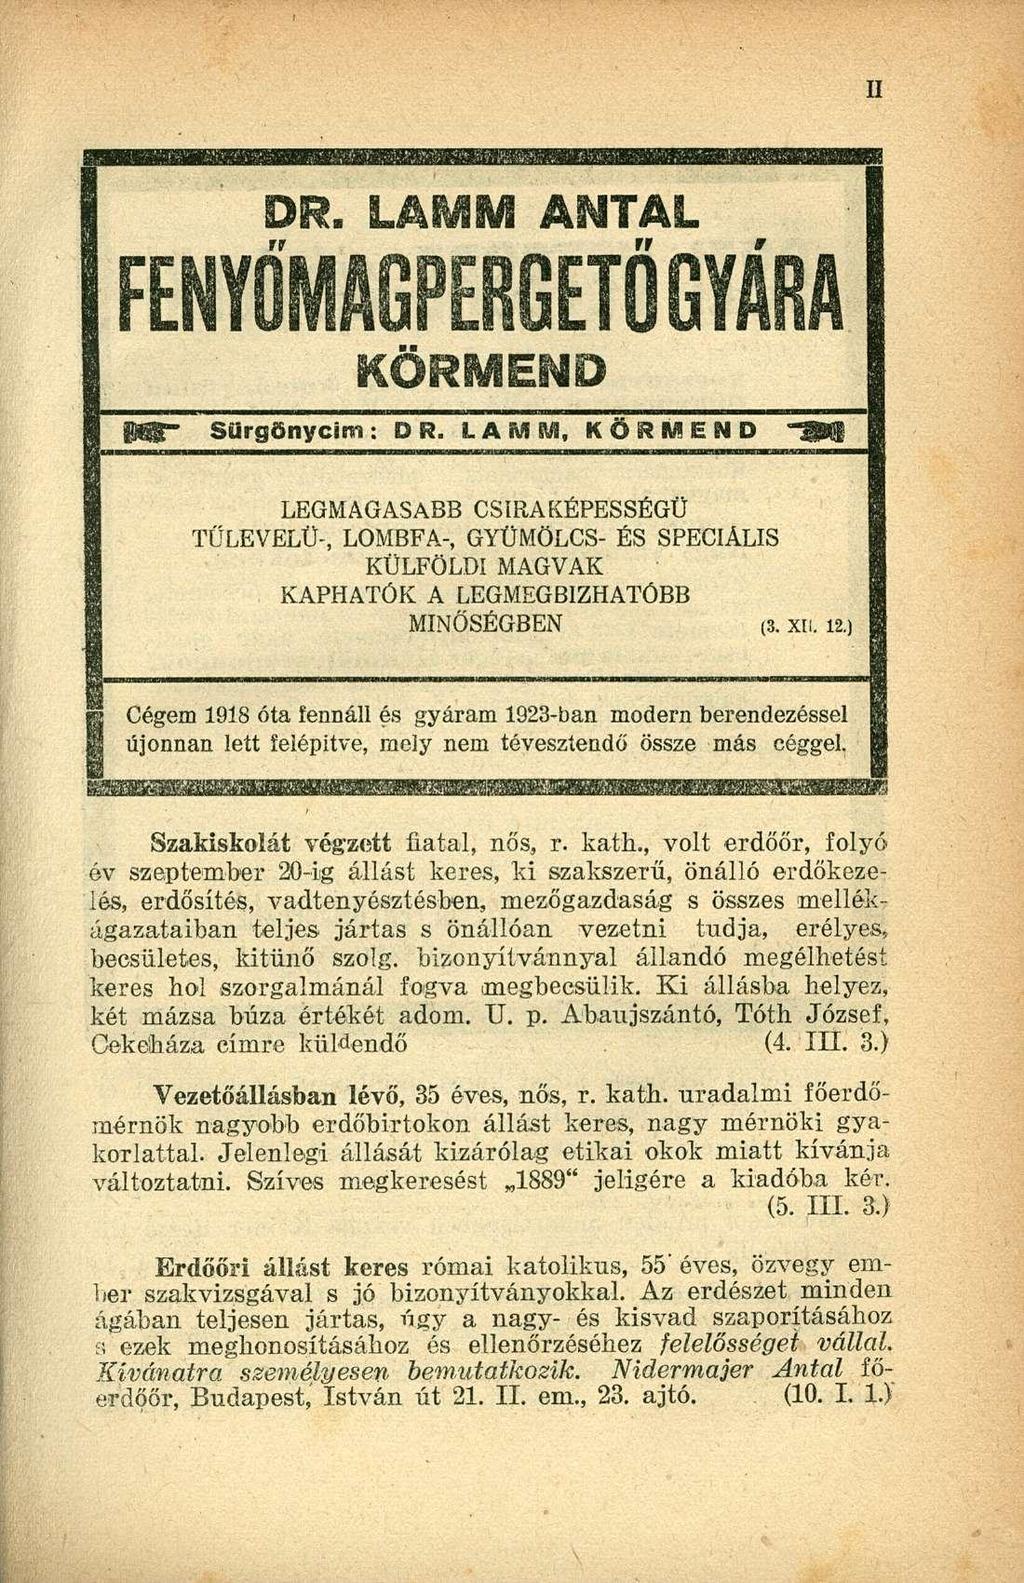 II
DR. LAMM ANTAL
FENYŐMAGPERGETŐGYÁRA
KÖRMEND
Sürgönycim: DR. LAMM, KÖRMEND
LEGMAGASABB CSIRAKÉPESSÉGÜ
TŰLEVELÜ-, LOMBFA-, GYÜMÖLCS- ÉS SPECIÁLIS
KÜLFÖLDI MAGVAK
KAPHATÓK A LEGMEGBIZHATÓBB
MINŐSÉGBEN (3. XII. 12.)
Cégem 1918 óta fennáll és gyáram 1923-ban modern berendezéssel
újonnan lett felépitve, mely nem tévesztendő össze más céggel.
Szakiskolát végzett fiatal, nős, r. kath., volt erdőőr, folyó
év szeptember 20-ig állást keres, ki szakszerű, önálló erdőkeze-
lés, erdősítés, vadtenyésztésben, mezőgazdaság s összes mellék-
ágazataiban teljes jártas s önállóan vezetni tudja, erélyes,
becsületes, kitünő szolg. bizonyítvánnyal állandó megélhetést
keres hol szorgalmánál fogva megbecsülik. Ki állásba helyez,
két mázsa búza értékét adom. U. p. Abaujszántó, Tóth József,
Cekeháza címre küldendő (4. III. 3.)
Vezetőállásban lévő, 35 éves, nős, r. kath. uradalmi főerdő-
mérnök nagyobb erdőbirtokon állást keres, nagy mérnöki gya-
korlattal. Jelenlegi állását kizárólag etikai okok miatt kívánja
változtatni. Szíves megkeresést „1889“ jeligére a kiadóba kér.
(5. III. 3.)
Erdőőri állást keres római katolikus, 55 éves, özvegy em-
ber szakvizsgával s jó bizonyítványokkal. Az erdészet minden
ágában teljesen jártas, úgy a nagy- és kisvad szaporításához
s ezek meghonosításához és ellenőrzéséhez felelősséget vállal.
Kívánatra személyesen bemutatkozik. Nidermajer Antal fő-
erdőőr, Budapest, István út 21. II. em., 23. ajtó. (10. I. 1.)